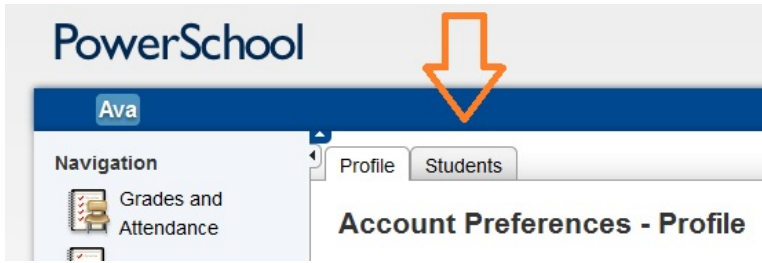 PowerSchool
Ava
Navigation
Profile Students
Grades and
Attendance
Account Preferences - Profile